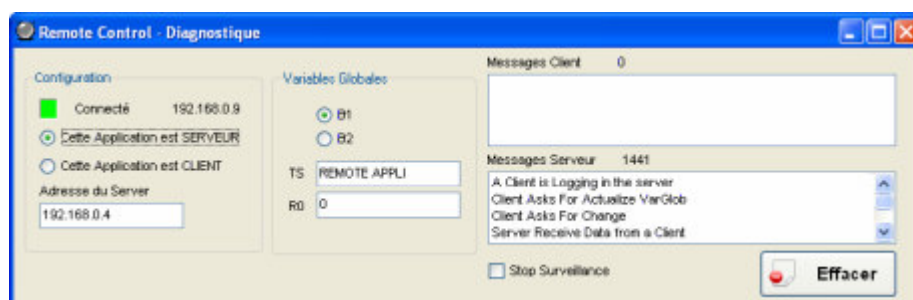 Remote Control - Diagnostique
Configuration
Connecté 192.168.0.9
Cette Application est SERVEUR
Cette Application est CLIENT
Adresse du Server
192.168.0.4
Variables Globales
B1
B2
TS REMOTE APPLI
R0 0
Messages Client 0
Messages Serveur 1441
A Client is Logging in the server
Client Asks For Actualize VarGlob
Client Asks For Change
Server Receive Data from a Client
Stop Surveillance
Effacer